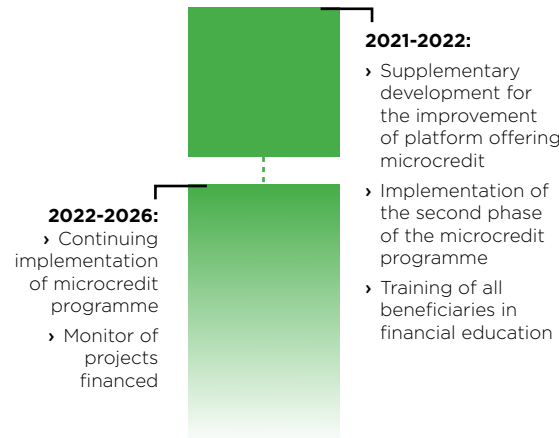 2021-2022:
› Supplementary
development for
the improvement
of platform offering
microcredit
› Implementation of
the second phase
of the microcredit
programme
› Training of all
beneficiaries in
financial education
2022-2026:
› Continuing
implementation
of microcredit
programme
› Monitor of
projects
financed